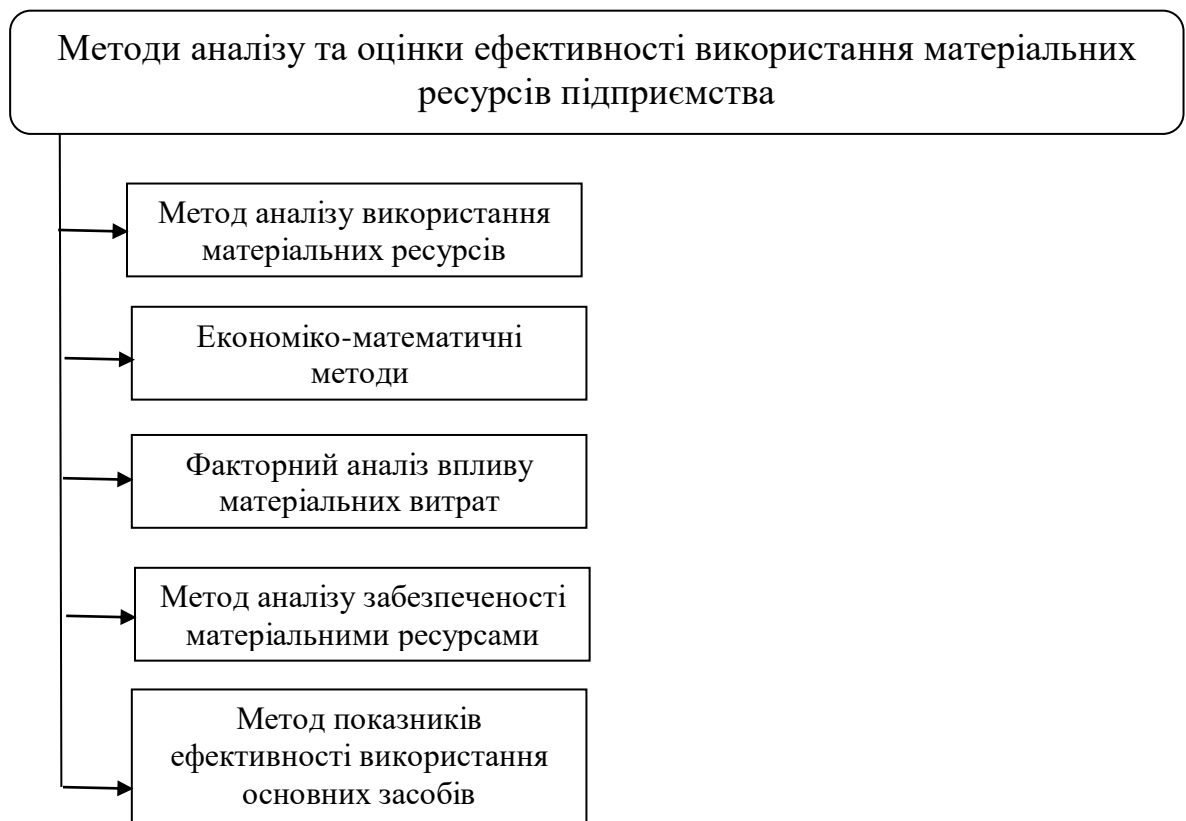 Методи аналізу та оцінки ефективності використання матеріальних
ресурсів підприємства
Метод аналізу використання
матеріальних ресурсів
Економіко-математичні
методи
Факторний аналіз впливу
матеріальних витрат
Метод аналізу забезпеченості
матеріальними ресурсами
Метод показників
ефективності використання
основних засобів